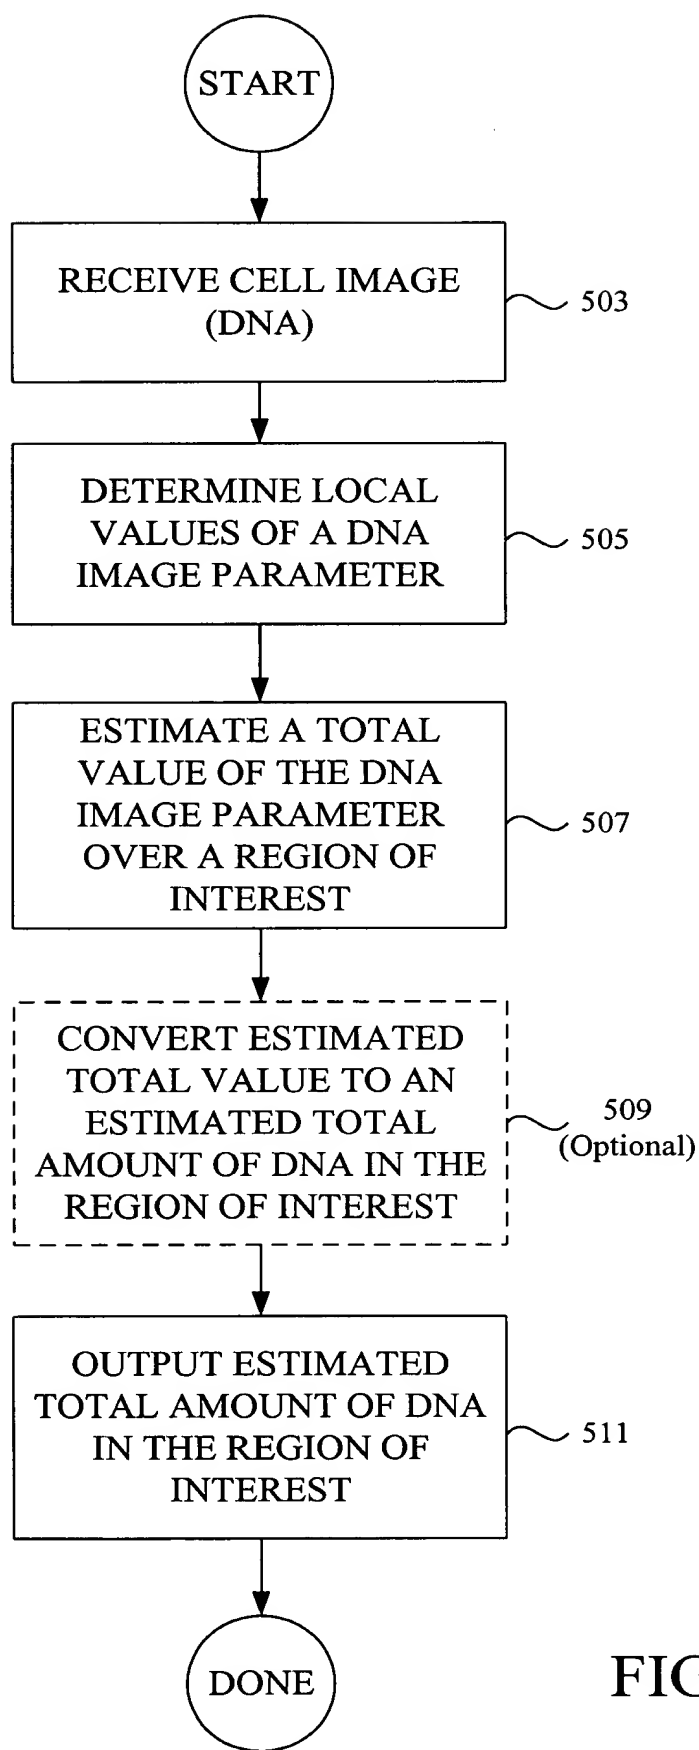 START
RECEIVE CELL IMAGE
(DNA)
503
DETERMINE LOCAL
VALUES OF A DNA
IMAGE PARAMETER
505
ESTIMATE A TOTAL
VALUE OF THE DNA
IMAGE PARAMETER
OVER A REGION OF
INTEREST
507
CONVERT ESTIMATED
TOTAL VALUE TO AN
ESTIMATED TOTAL
AMOUNT OF DNA IN THE
REGION OF INTEREST
509
(Optional)
OUTPUT ESTIMATED
TOTAL AMOUNT OF DNA
IN THE REGION OF
INTEREST
511
DONE